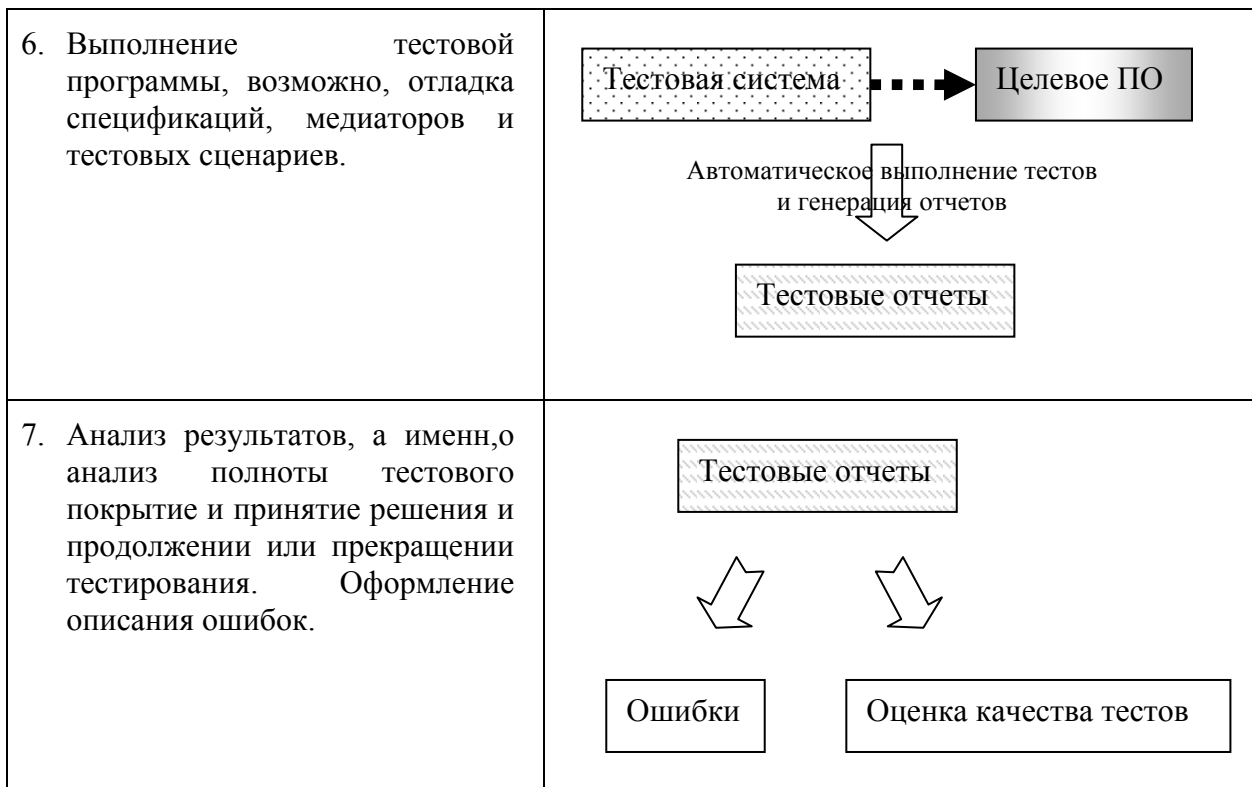 6. Выполнение тестовой
программы, возможно, отладка
спецификаций, медиаторов и
тестовых сценариев.
Тестовая система
Целевое ПО
Автоматическое выполнение тестов
и генерация отчетов
Тестовые отчеты
7. Анализ результатов, а именн,о
анализ полноты тестового
покрытие и принятие решения и
продолжении или прекращении
тестирования. Оформление
описания ошибок.
Тестовые отчеты
Ошибки
Оценка качества тестов